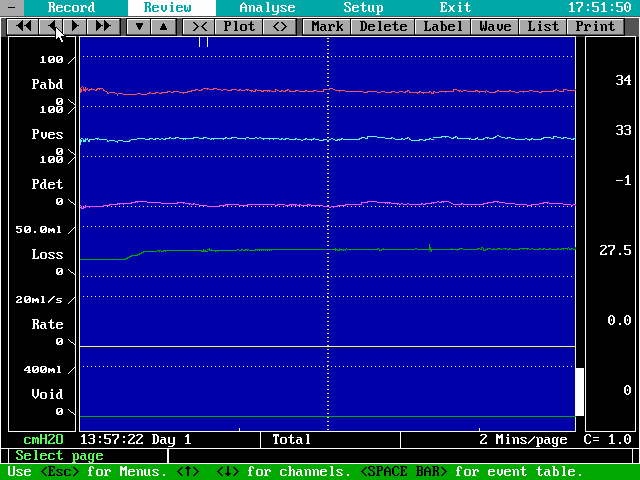 Record Review Analyse Setup Exit 17:51:50
>< Plot <> Mark Delete Label Wave List Print
100
Pabd 34
0
100
Pves 33
0
100
Pdet -1
0
50.0ml
Loss 27.5
0
20ml/s
Rate 0.0
0
400ml
Void 0
0
cmH2O 13:57:22 Day 1 Total 2 Mins/page C= 1.0
Select page
Use <Esc> for Menus. <↑> <↓> for channels. <SPACE BAR> for event table.